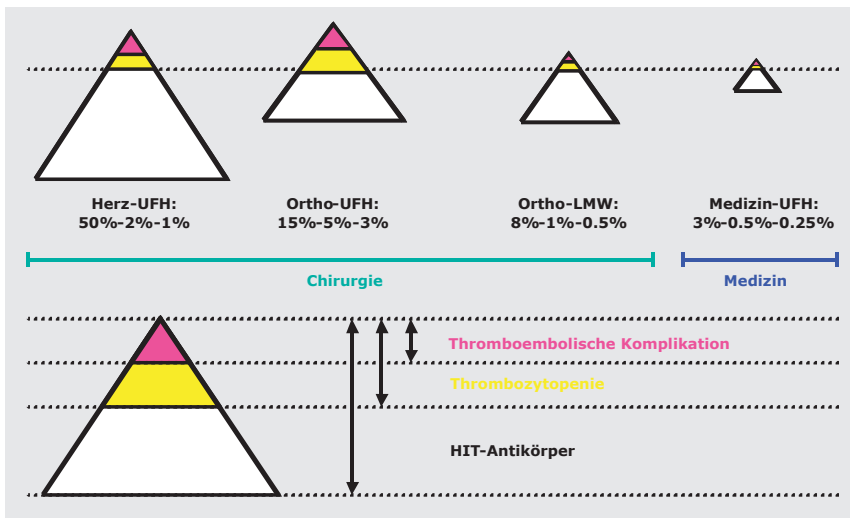 Herz-UFH:
50%-2%-1%
Ortho-UFH:
15%-5%-3%
Ortho-LMW:
8%-1%-0.5%
Medizin-UFH:
3%-0.5%-0.25%
Chirurgie
Medizin
Thromboembolische Komplikation
Thrombozytopenie
HIT-Antikörper